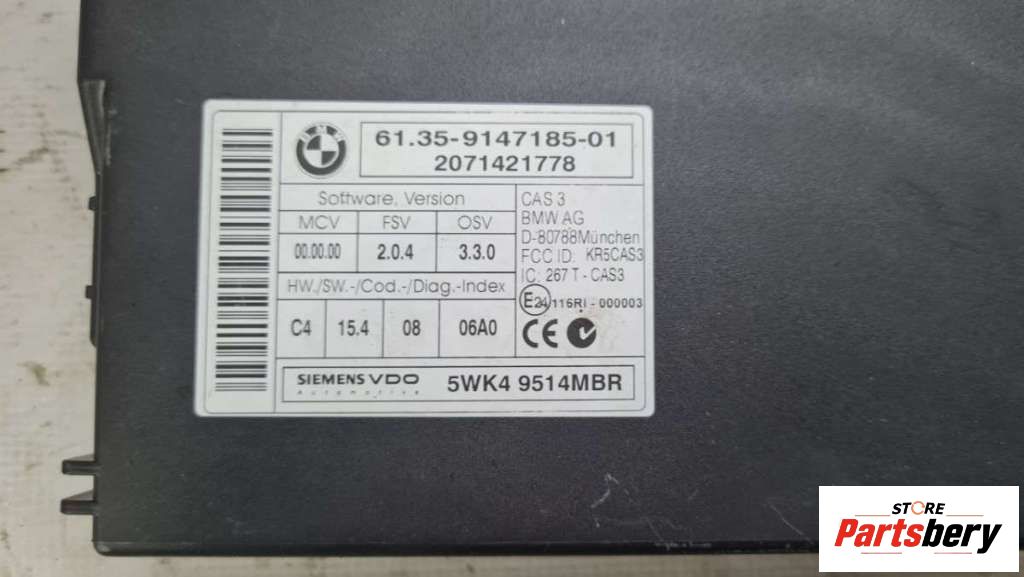 BMW
61.35-9147185-01
2071421778
Software, Version
MCV FSV OSV
00.00.00 2.0.4 3.3.0
HW./SW.-/Cod.-/Diag.-Index
C4 15.4 08 06A0
CAS 3
BMW AG
D-80788München
FCC ID: KR5CAS3
IC: 267 T - CAS3
E24 116RI - 000003
CE
SIEMENS VDO
Automotive
5WK4 9514MBR
STORE
Partsbery